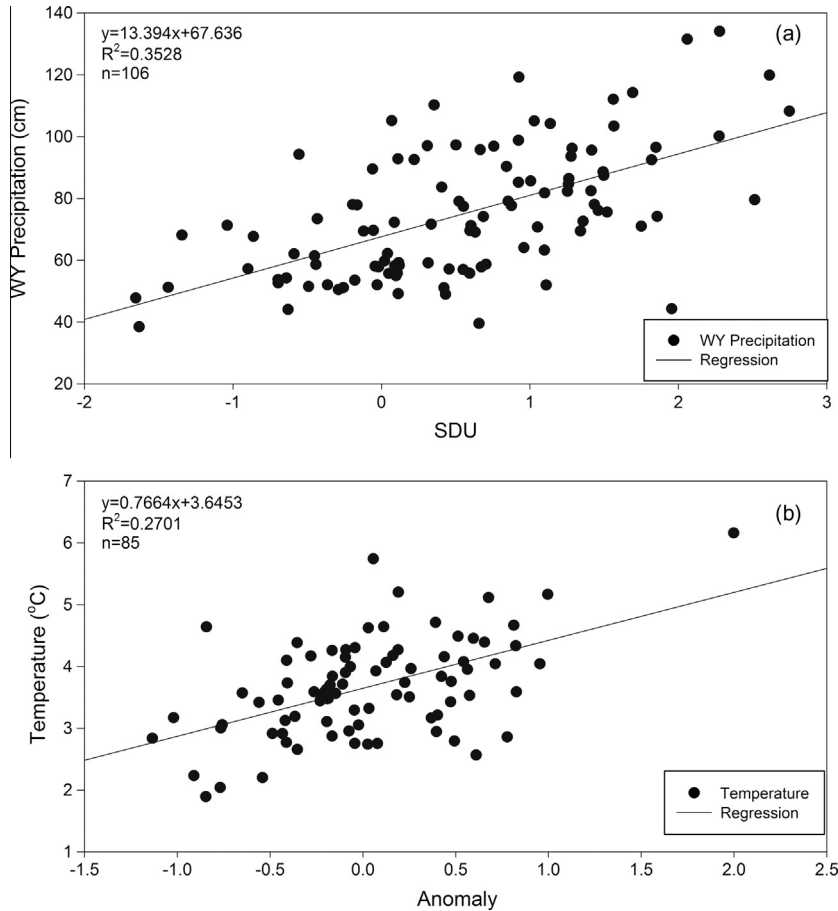 y=13.394x+67.636
R²=0.3528
n=106
(a)
140
120
100
80
60
40
20
WY Precipitation (cm)
WY Precipitation
Regression
-2 -1 0 1 2 3
SDU
y=0.7664x+3.6453
R²=0.2701
n=85
(b)
7
6
5
4
3
2
1
Temperature (°C)
Temperature
Regression
-1.5 -1.0 -0.5 0.0 0.5 1.0 1.5 2.0 2.5
Anomaly